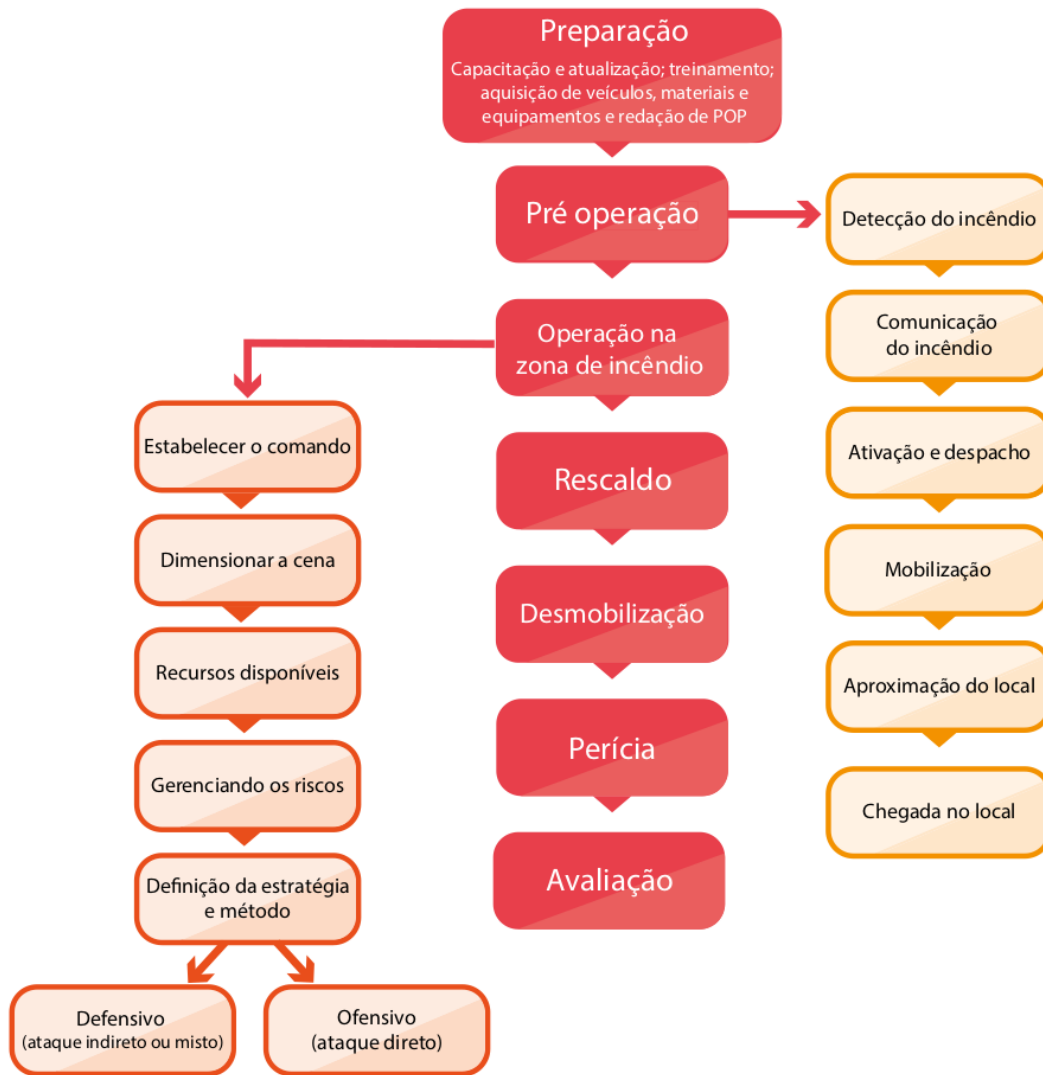 Preparação
Capacitação e atualização; treinamento;
aquisição de veículos, materiais e
equipamentos e redação de POP
Pré operação
Operação na
zona de incêndio
Rescaldo
Desmobilização
Perícia
Avaliação
Detecção do incêndio
Comunicação
do incêndio
Ativação e despacho
Mobilização
Aproximação do local
Chegada no local
Estabelecer o comando
Dimensionar a cena
Recursos disponíveis
Gerenciando os riscos
Definição da estratégia
e método
Defensivo
(ataque indireto ou misto)
Ofensivo
(ataque direto)